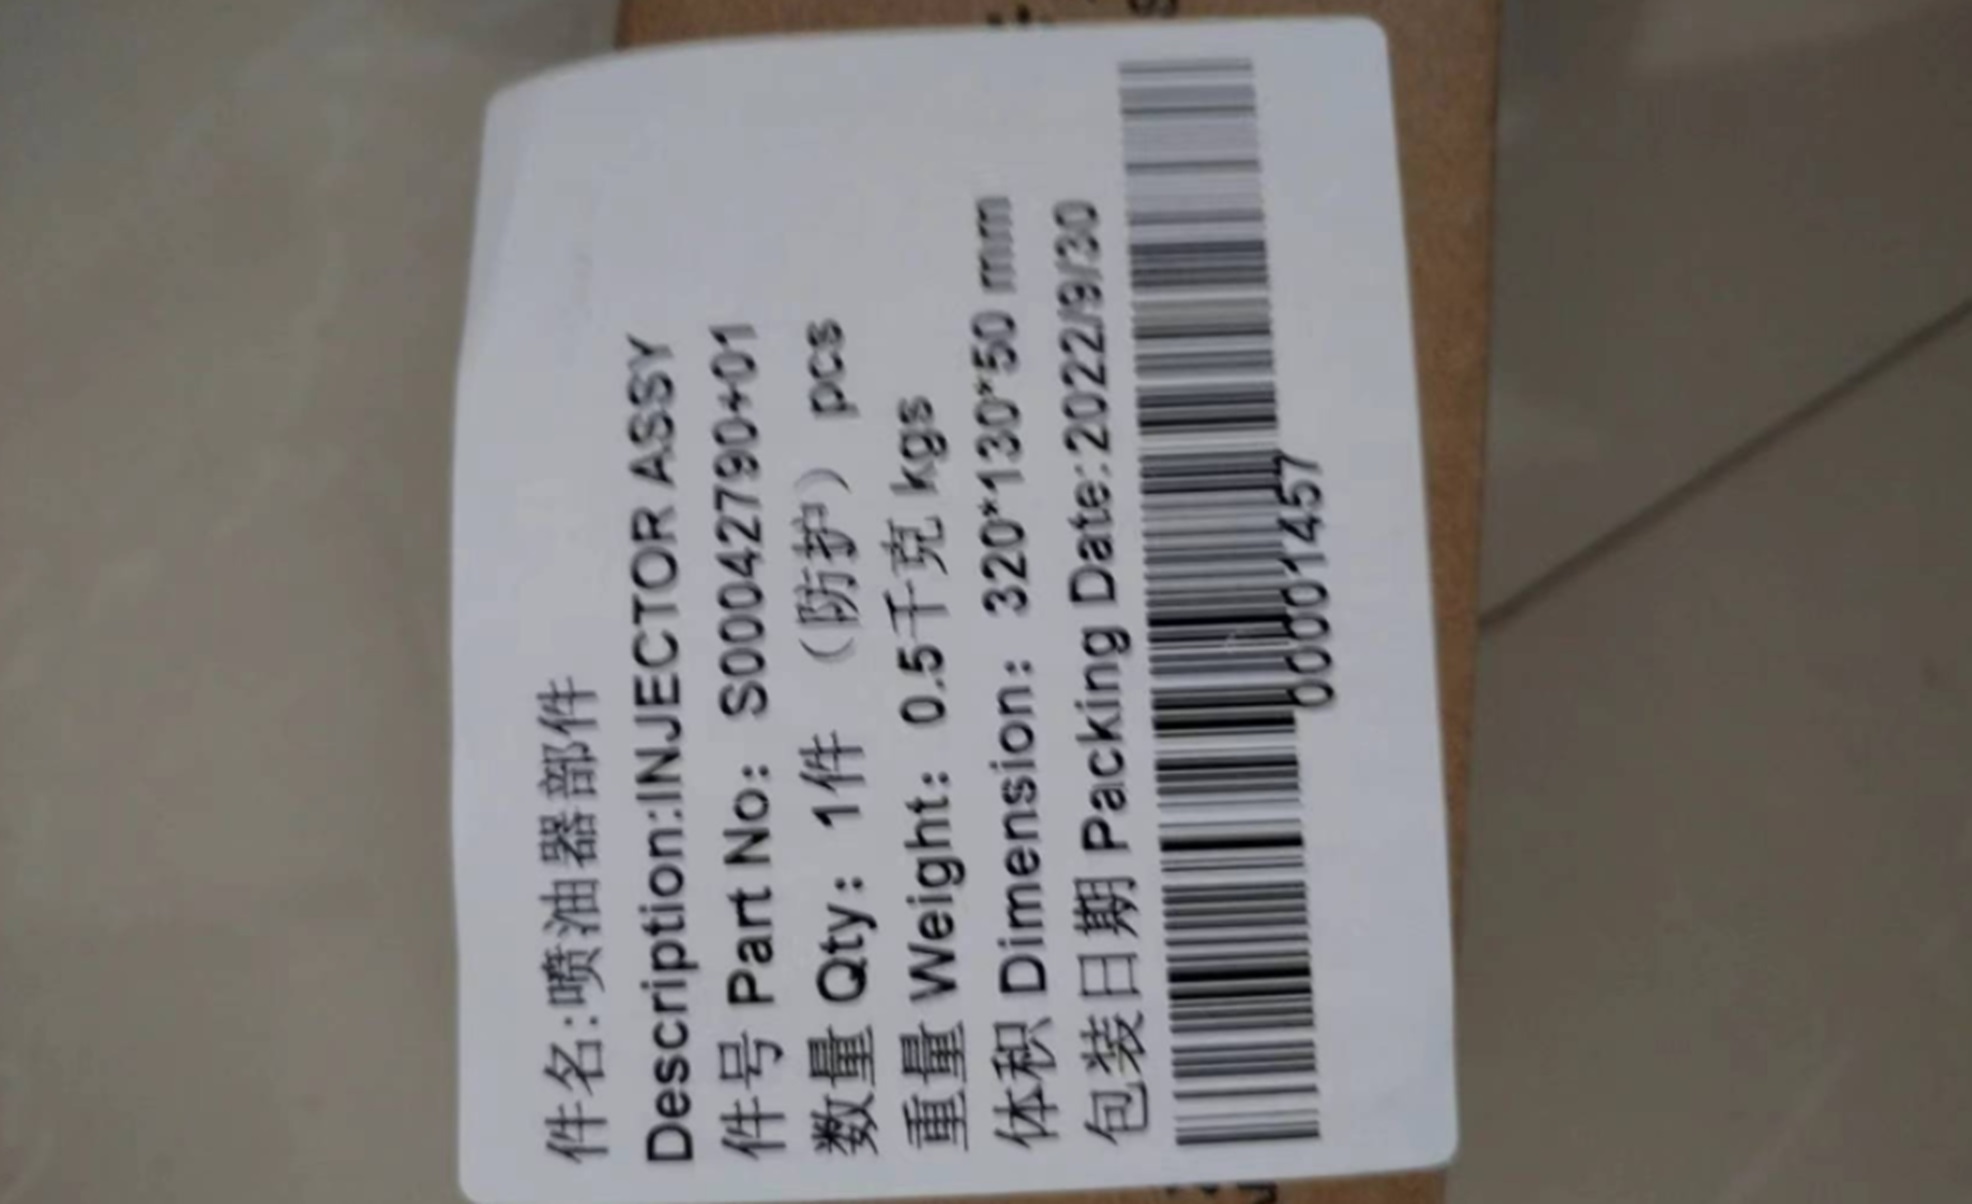 件名:喷油器部件
Description:INJECTOR ASSY
件号 Part No：S00042790+01
数量 Qty：1件（防护） pcs
重量 Weight：0.5千克 kgs
体积 Dimension：320*130*50 mm
包装日期 Packing Date:2022/9/30
00001457